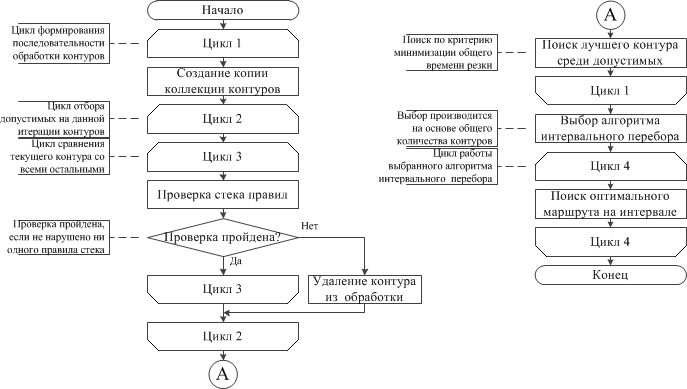 Начало
Цикл формирования
последовательности
обработки контуров
Цикл 1
Создание копии
коллекции контуров
Цикл отбора
допустимых на данной
итерации контуров
Цикл 2
Цикл сравнения
текущего контура со
всеми остальными
Цикл 3
Проверка стека правил
Проверка пройдена,
если не нарушено ни
одного правила стека
Проверка пройдена?
Нет
Да
Цикл 3
Удаление контура
из обработки
Цикл 2
А
А
Поиск по критерию
минимизации общего
времени резки
Поиск лучшего контура
среди допустимых
Цикл 1
Выбор производится
на основе общего
количества контуров
Выбор алгоритма
интервального перебора
Цикл работы
выбранного алгоритма
интервального перебора
Цикл 4
Поиск оптимального
маршрута на интервале
Цикл 4
Конец